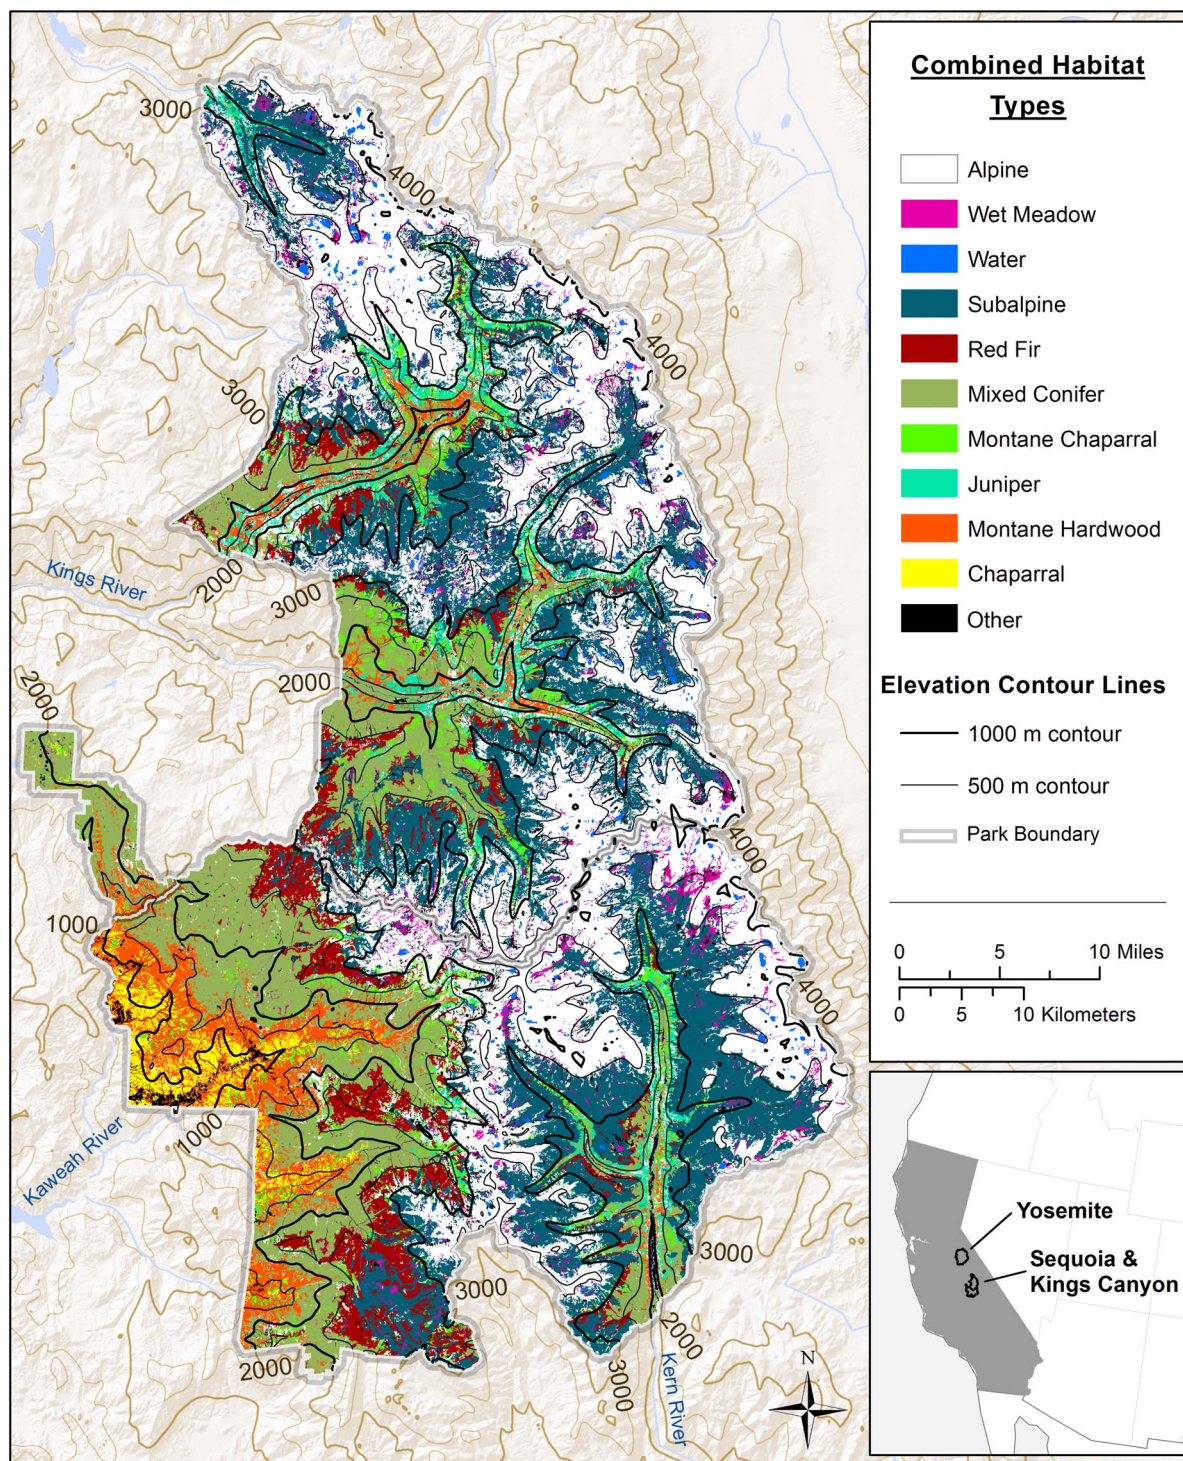 Combined Habitat
Types
Alpine
Wet Meadow
Water
Subalpine
Red Fir
Mixed Conifer
Montane Chaparral
Juniper
Montane Hardwood
Chaparral
Other
Elevation Contour Lines
1000 m contour
500 m contour
Park Boundary
0 5 10 Miles
0 5 10 Kilometers
Yosemite
Sequoia &
Kings Canyon
3000
4000
4000
3000
Kings River
2000
3000
2000
2000
4000
1000
4000
1000
Kaweah River
3000
3000
2000
2000
3000
Kern River
N